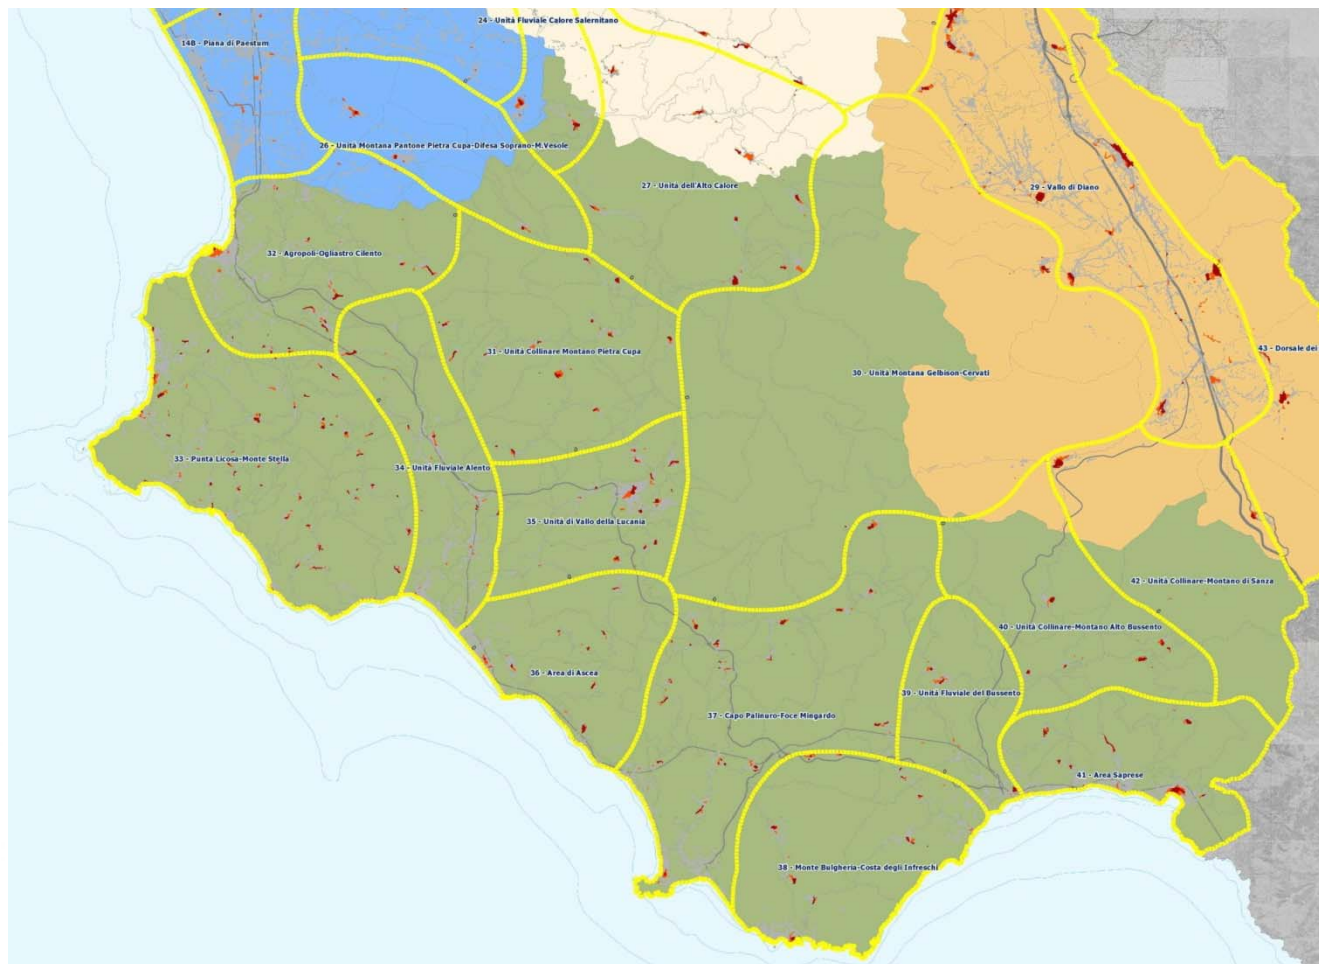 24 - Unità Fluviale Calore Salernitano
14B - Piana di Paestum
26 - Unità Montana Pantone Pietra Cupa-Difesa Soprano-M.Vesole
27 - Unità dell'Alto Calore
29 - Vallo di Diano
32 - Agropoli-Ogliastro Cilento
43 - Dorsale dei
31 - Unità Collinare Montano Pietra Cupa
30 - Unità Montana Gelbison-Cervati
33 - Punta Licosa-Monte Stella
34 - Unità Fluviale Alento
35 - Unità di Vallo della Lucania
42 - Unità Collinare-Montano di Sanza
40 - Unità Collinare-Montano Alto Bussento
36 - Area di Ascea
39 - Unità Fluviale del Bussento
37 - Capo Palinuro-Foce Mingardo
41 - Area Saprese
38 - Monte Bulgheria-Costa degli Infreschi